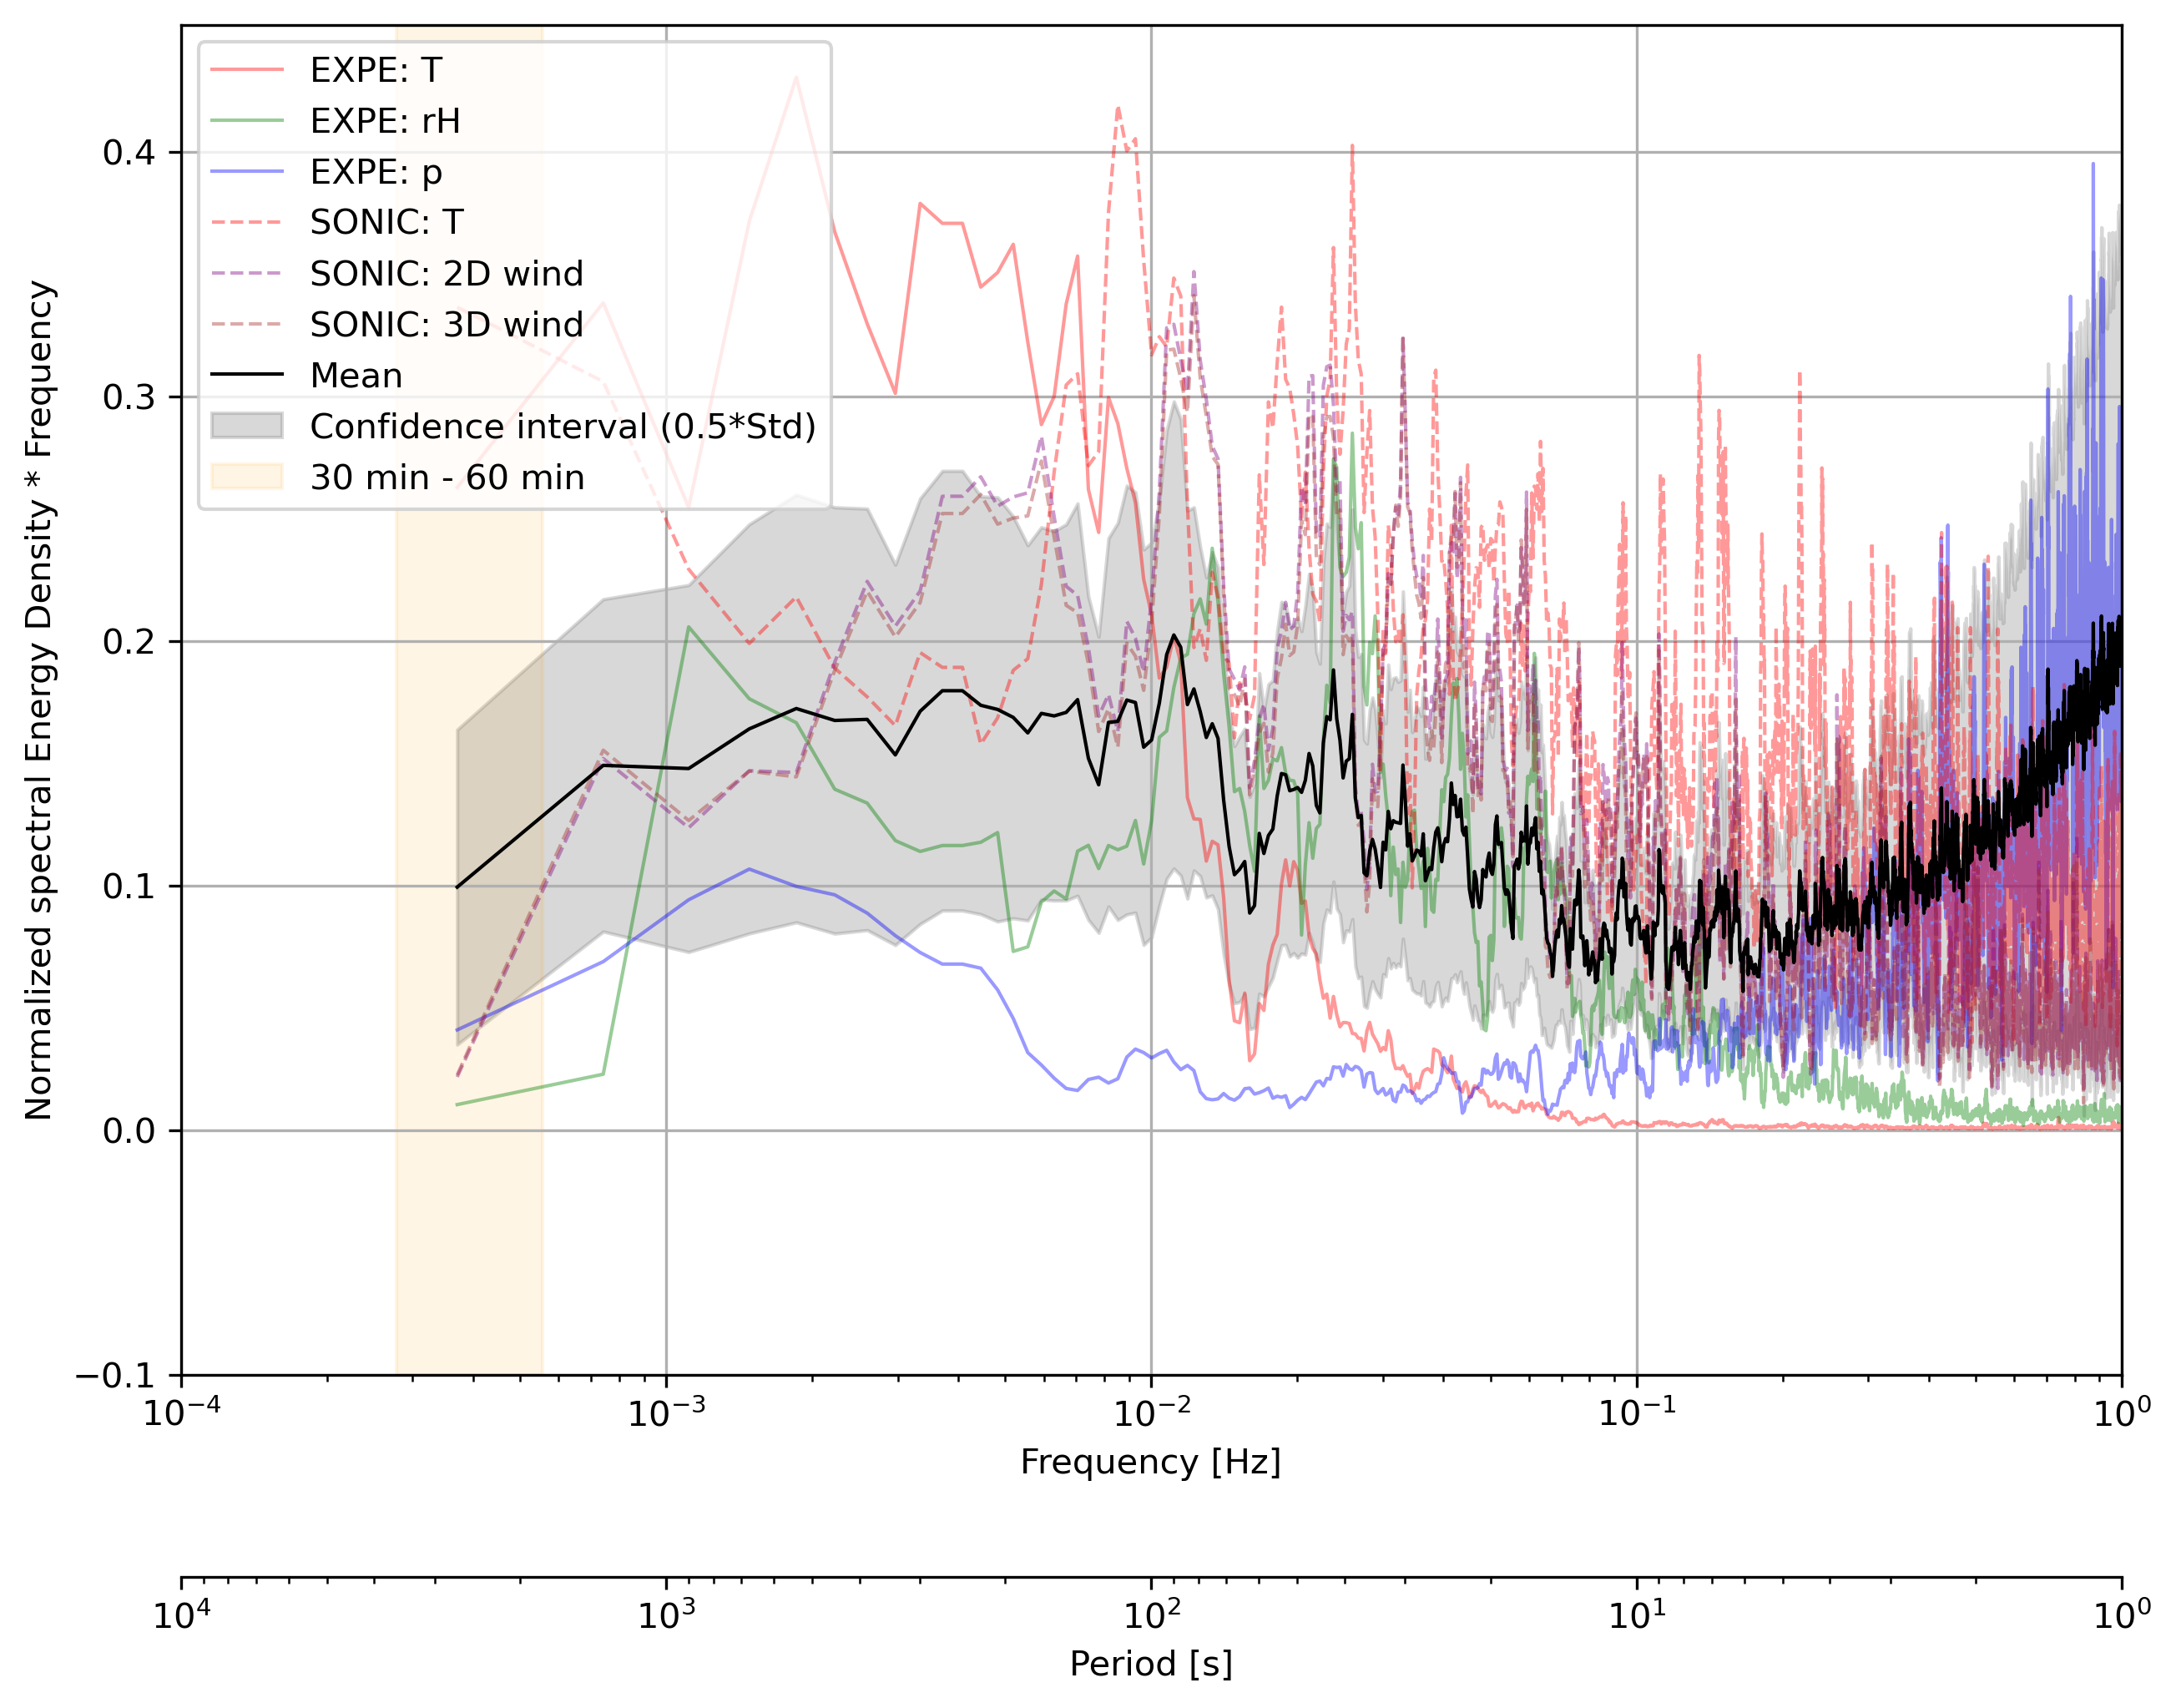 EXPE: T
EXPE: rH
EXPE: p
SONIC: T
SONIC: 2D wind
SONIC: 3D wind
Mean
Confidence interval (0.5*Std)
30 min - 60 min
Normalized spectral Energy Density * Frequency
0.4
0.3
0.2
0.1
0.0
−0.1
10⁻⁴ 10⁻³ 10⁻² 10⁻¹ 10⁰
Frequency [Hz]
10⁴ 10³ 10² 10¹ 10⁰
Period [s]